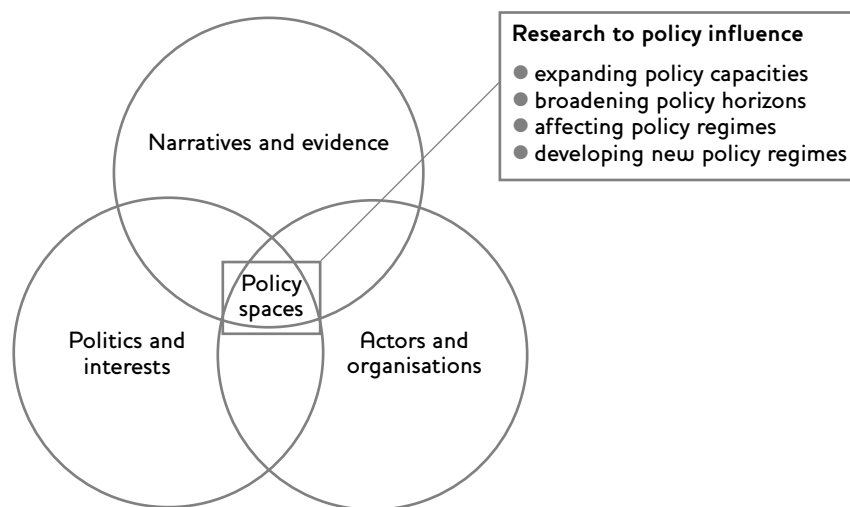 Research to policy influence
● expanding policy capacities
● broadening policy horizons
● affecting policy regimes
● developing new policy regimes
Narratives and evidence
Policy
spaces
Politics and
interests
Actors and
organisations